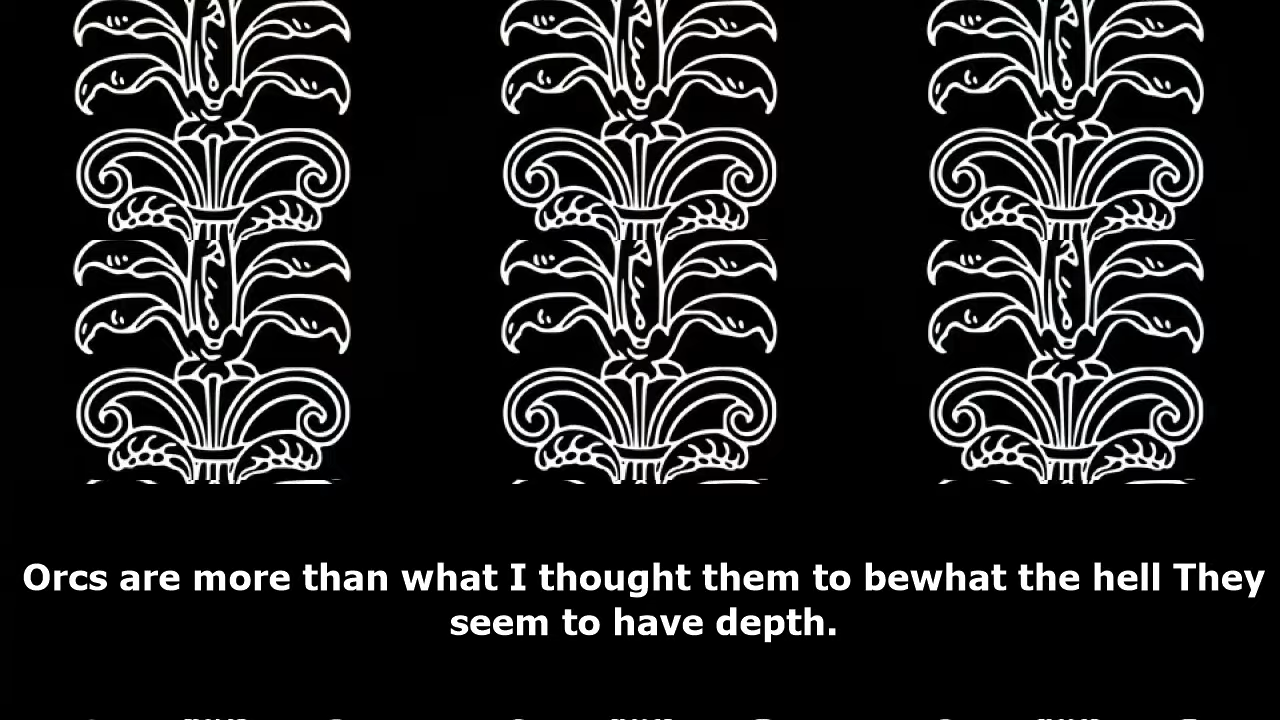 Orcs are more than what I thought them to bewhat the hell They
seem to have depth.